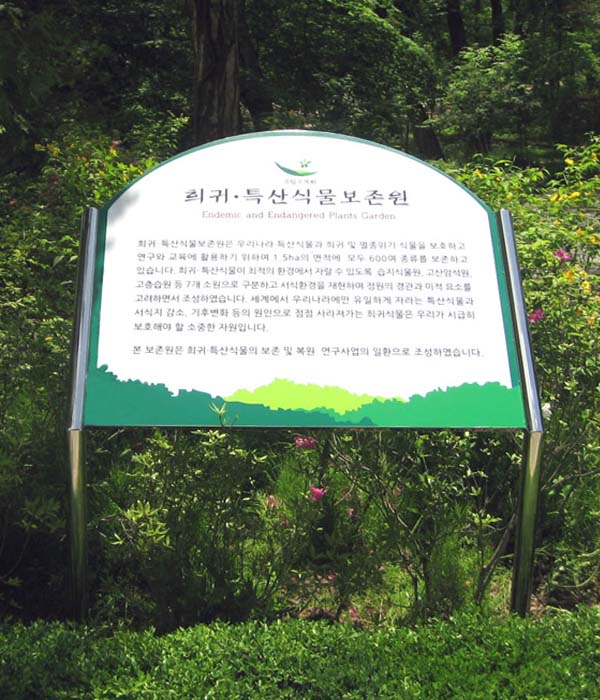 국립수목원
희귀·특산식물보존원
Endemic and Endangered Plants Garden
희귀·특산식물보존원은 우리나라 특산식물과 희귀 및 멸종위기 식물을 보호하고
연구와 교육에 활용하기 위하여 1.5ha의 면적에 모두 600여 종류를 보존하고
있습니다. 희귀·특산식물이 최적의 환경에서 자랄 수 있도록 습지식물원, 고산암석원,
고층습원 등 7개 소원으로 구분하고 서식환경을 재현하여 정원의 경관과 미적 요소를
고려하면서 조성하였습니다. 세계에서 우리나라에만 유일하게 자라는 특산식물과
서식지 감소, 기후변화 등의 원인으로 점점 사라져가는 희귀식물은 우리가 시급히
보호해야 할 소중한 자원입니다.
본 보존원은 희귀·특산식물의 보존 및 복원 연구사업의 일환으로 조성하였습니다.